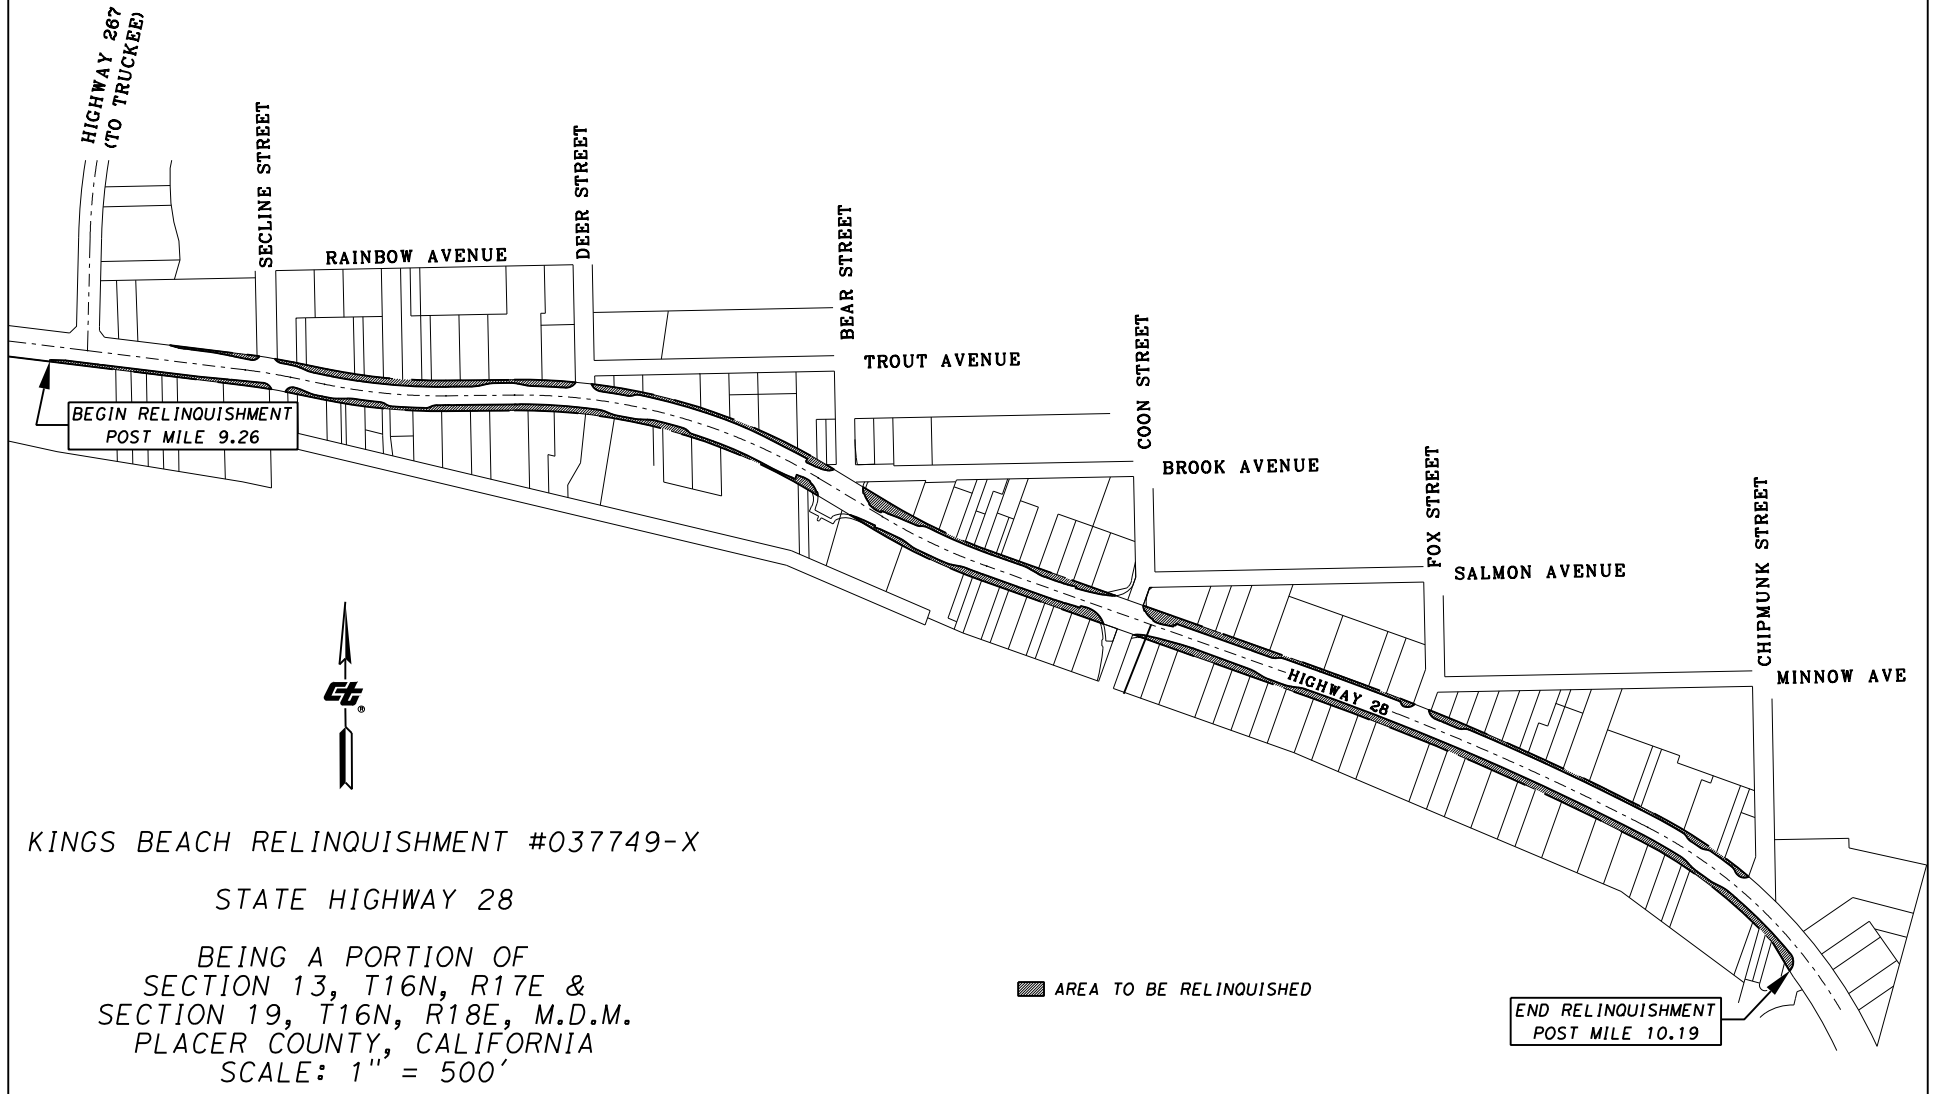 HIGHWAY 267
(TO TRUCKEE)
SECLINE STREET
RAINBOW AVENUE
DEER STREET
BEAR STREET
TROUT AVENUE
COON STREET
BROOK AVENUE
FOX STREET
SALMON AVENUE
CHIPMUNK STREET
MINNOW AVE
HIGHWAY 28
BEGIN RELINQUISHMENT
POST MILE 9.26
Ct
®
KINGS BEACH RELINQUISHMENT #037749-X
STATE HIGHWAY 28
BEING A PORTION OF
SECTION 13, T16N, R17E &
SECTION 19, T16N, R18E, M.D.M.
PLACER COUNTY, CALIFORNIA
SCALE: 1" = 500'
AREA TO BE RELINQUISHED
END RELINQUISHMENT
POST MILE 10.19